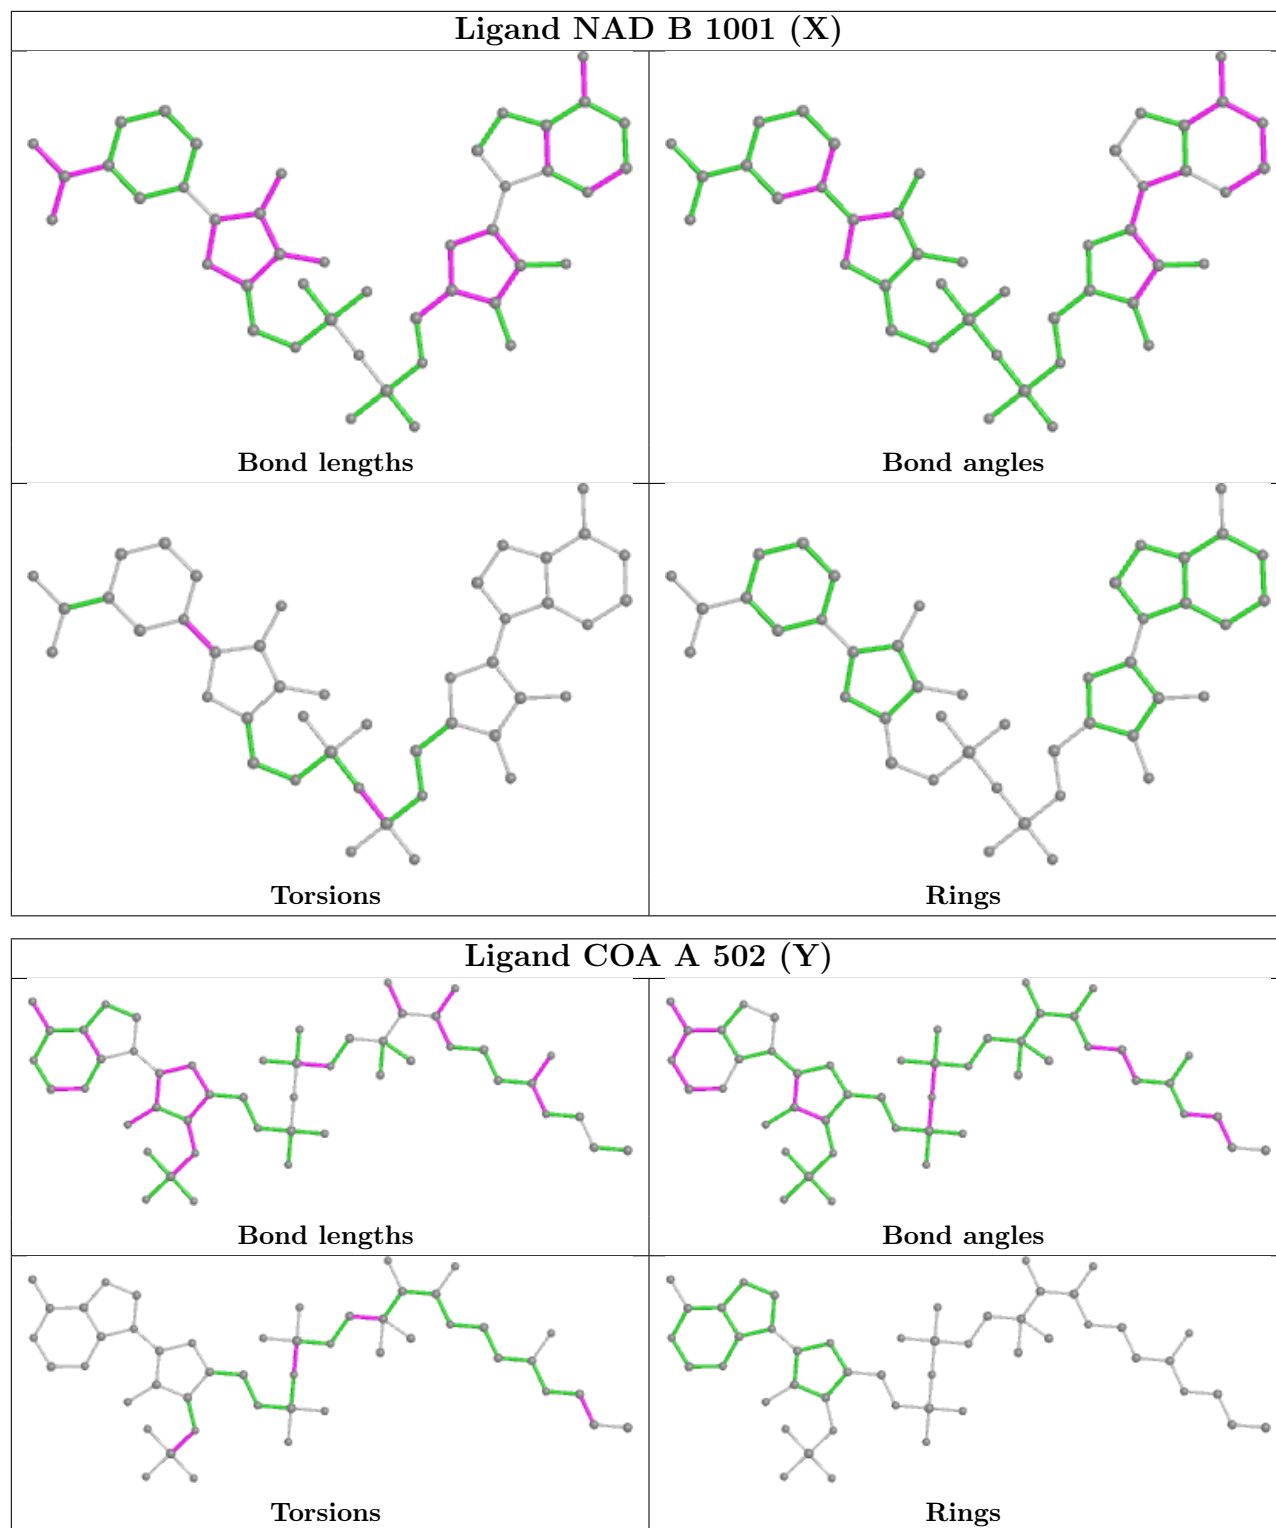 Ligand NAD B 1001 (X)
Bond lengths
Bond angles
Torsions
Rings
Ligand COA A 502 (Y)
Bond lengths
Bond angles
Torsions
Rings